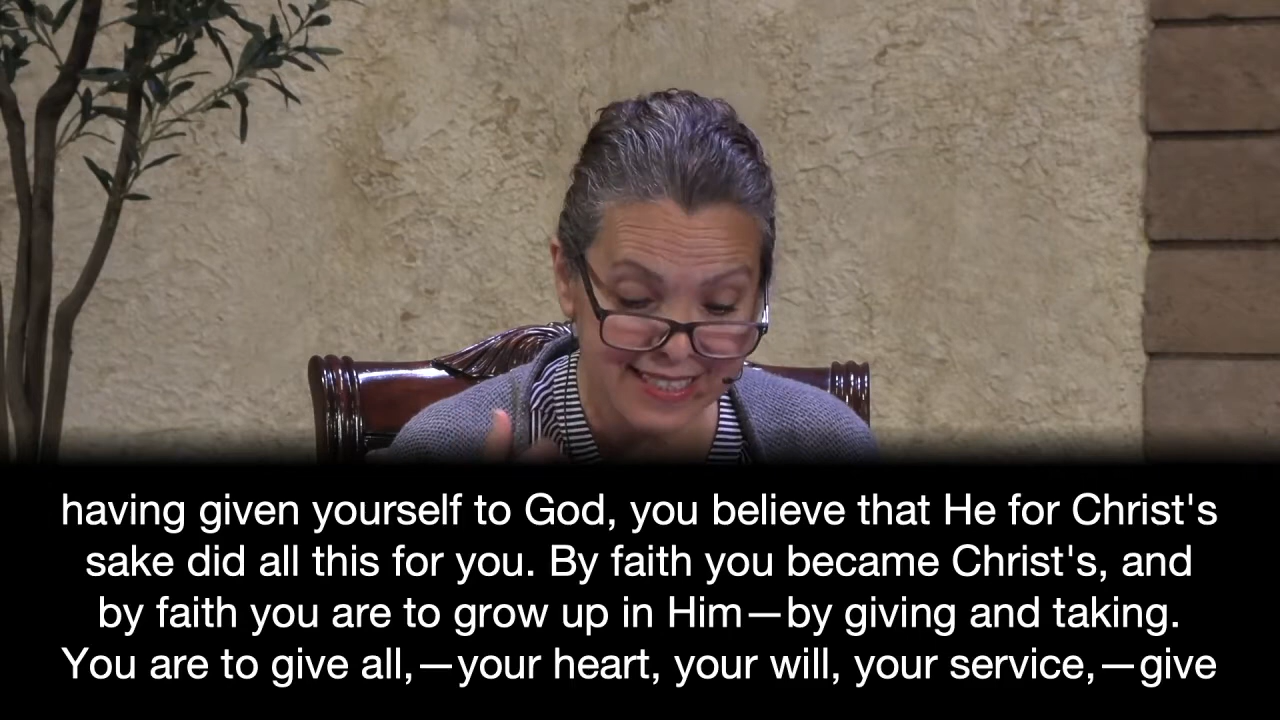 having given yourself to God, you believe that He for Christ's
sake did all this for you. By faith you became Christ's, and
by faith you are to grow up in Him—by giving and taking.
You are to give all,—your heart, your will, your service,—give